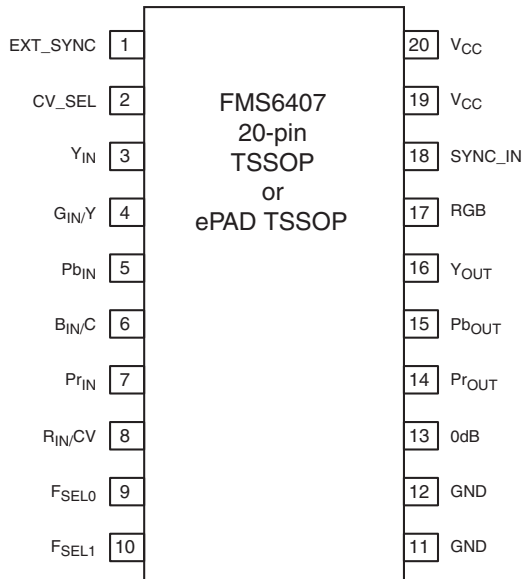 EXT_SYNC 1
CV_SEL 2
YIN 3
GIN/Y 4
PbIN 5
BIN/C 6
PrIN 7
RIN/CV 8
FSEL0 9
FSEL1 10
FMS6407
20-pin
TSSOP
or
ePAD TSSOP
20 VCC
19 VCC
18 SYNC_IN
17 RGB
16 YOUT
15 PbOUT
14 PrOUT
13 0dB
12 GND
11 GND